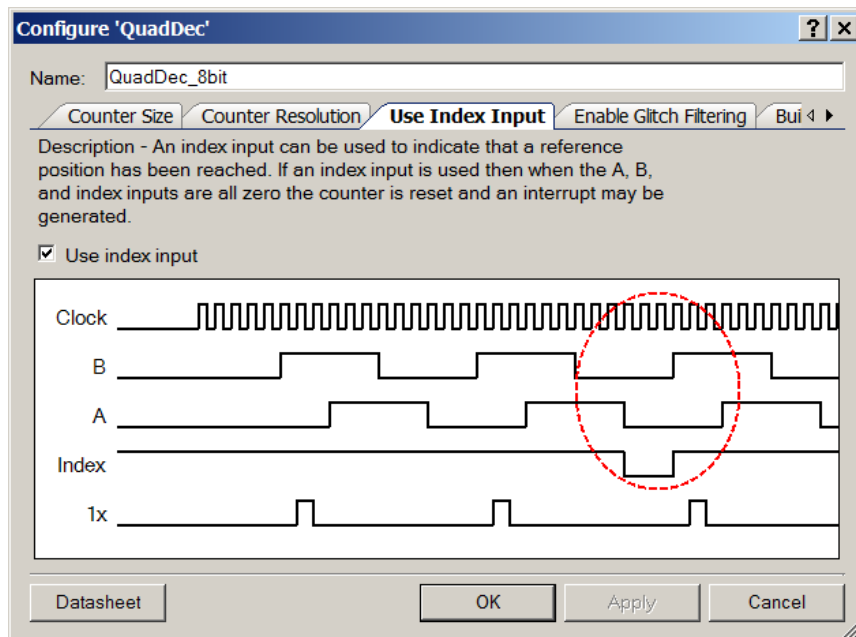 Configure 'QuadDec'
Name: QuadDec_8bit
Counter Size Counter Resolution Use Index Input Enable Glitch Filtering Bui
Description - An index input can be used to indicate that a reference
position has been reached. If an index input is used then when the A, B,
and index inputs are all zero the counter is reset and an interrupt may be
generated.
Use index input
Clock
B
A
Index
1x
Datasheet OK Apply Cancel